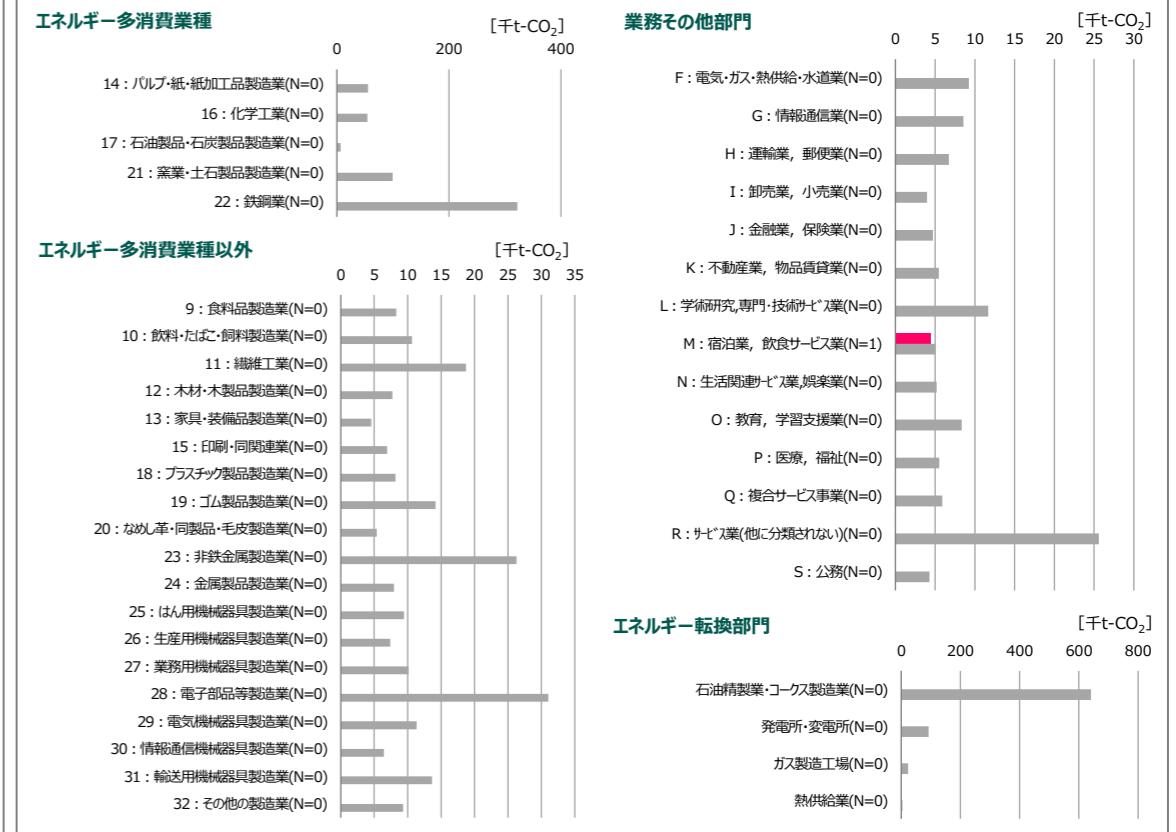 エネルギー多消費業種
[千t-CO2]
0 200 400
14：パルプ・紙・紙加工品製造業(N=0)
16：化学工業(N=0)
17：石油製品・石炭製品製造業(N=0)
21：窯業・土石製品製造業(N=0)
22：鉄鋼業(N=0)
エネルギー多消費業種以外
[千t-CO2]
0 5 10 15 20 25 30 35
9：食料品製造業(N=0)
10：飲料・たばこ・飼料製造業(N=0)
11：繊維工業(N=0)
12：木材・木製品製造業(N=0)
13：家具・装備品製造業(N=0)
15：印刷・同関連業(N=0)
18：プラスチック製品製造業(N=0)
19：ゴム製品製造業(N=0)
20：なめし革・同製品・毛皮製造業(N=0)
23：非鉄金属製造業(N=0)
24：金属製品製造業(N=0)
25：はん用機械器具製造業(N=0)
26：生産用機械器具製造業(N=0)
27：業務用機械器具製造業(N=0)
28：電子部品等製造業(N=0)
29：電気機械器具製造業(N=0)
30：情報通信機械器具製造業(N=0)
31：輸送用機械器具製造業(N=0)
32：その他の製造業(N=0)
業務その他部門
[千t-CO2]
0 5 10 15 20 25 30
F：電気・ガス・熱供給・水道業(N=0)
G：情報通信業(N=0)
H：運輸業，郵便業(N=0)
I：卸売業，小売業(N=0)
J：金融業，保険業(N=0)
K：不動産業，物品賃貸業(N=0)
L：学術研究,専門・技術サービス業(N=0)
M：宿泊業，飲食サービス業(N=1)
N：生活関連サービス業,娯楽業(N=0)
O：教育，学習支援業(N=0)
P：医療，福祉(N=0)
Q：複合サービス事業(N=0)
R：サービス業(他に分類されない)(N=0)
S：公務(N=0)
エネルギー転換部門
[千t-CO2]
0 200 400 600 800
石油精製業・コークス製造業(N=0)
発電所・変電所(N=0)
ガス製造工場(N=0)
熱供給業(N=0)